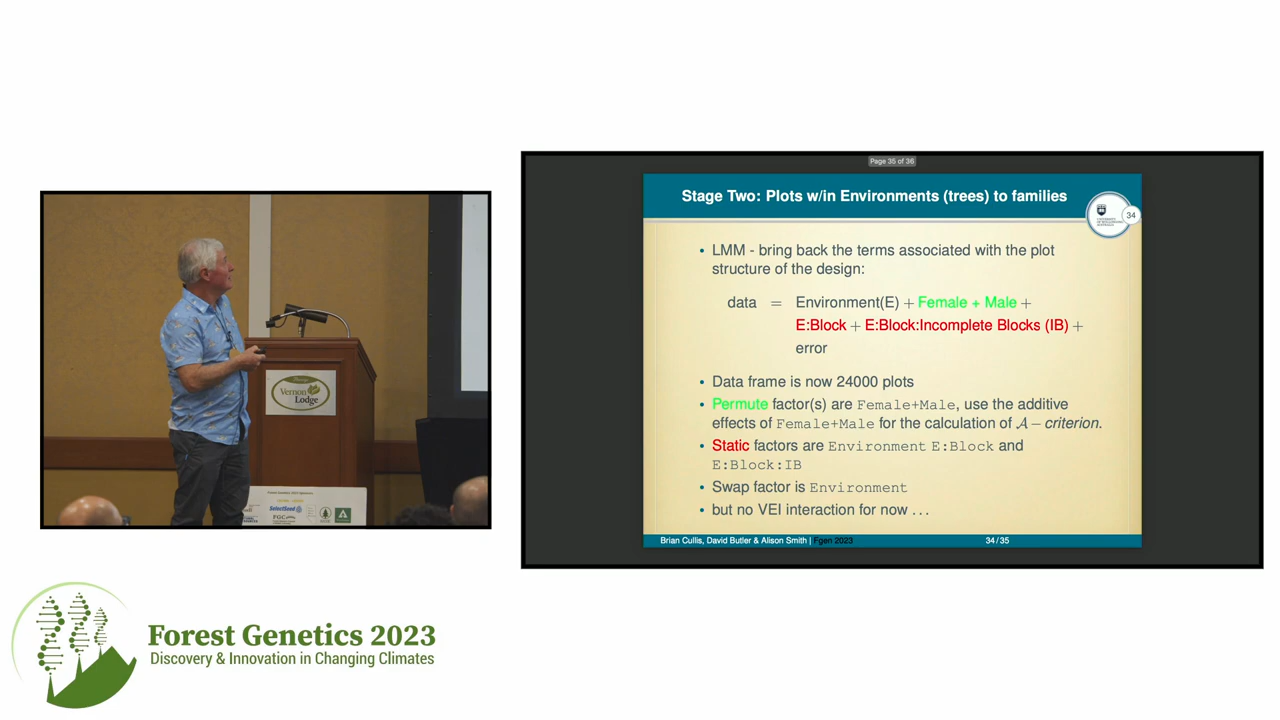 Page 35 of 36
Stage Two: Plots w/in Environments (trees) to families
34
• LMM - bring back the terms associated with the plot
structure of the design:
data = Environment(E) + Female + Male +
E:Block + E:Block:Incomplete Blocks (IB) +
error
• Data frame is now 24000 plots
• Permute factor(s) are Female+Male, use the additive
effects of Female+Male for the calculation of 𝒜 − criterion.
• Static factors are Environment E:Block and
E:Block:IB
• Swap factor is Environment
• but no VEI interaction for now ...
Brian Cullis, David Butler & Alison Smith | Fgen 2023 34/35
Vernon
Lodge
SelectSeed
FGC
Forest Genetics 2023
Discovery & Innovation in Changing Climates